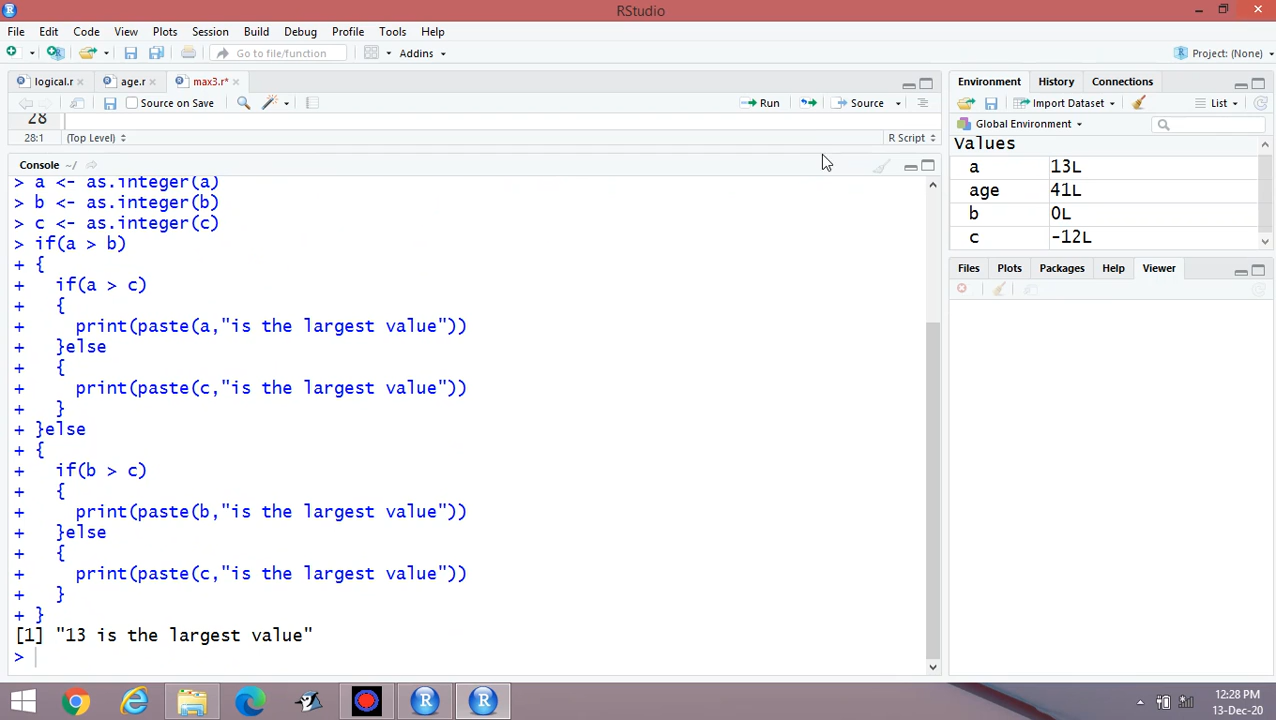 RStudio
File Edit Code View Plots Session Build Debug Profile Tools Help
Go to file/function Addins Project: (None)
logical.r age.r max3.r*
Source on Save Run Source
28
28:1 (Top Level) R Script
Console ~/
> a <- as.integer(a)
> b <- as.integer(b)
> c <- as.integer(c)
> if(a > b)
+ {
+   if(a > c)
+   {
+     print(paste(a,"is the largest value"))
+   }else
+   {
+     print(paste(c,"is the largest value"))
+   }
+ }else
+ {
+   if(b > c)
+   {
+     print(paste(b,"is the largest value"))
+   }else
+   {
+     print(paste(c,"is the largest value"))
+   }
+ }
[1] "13 is the largest value"
>
Environment History Connections
Import Dataset List
Global Environment
Values
a 13L
age 41L
b 0L
c -12L
Files Plots Packages Help Viewer
12:28 PM
13-Dec-20